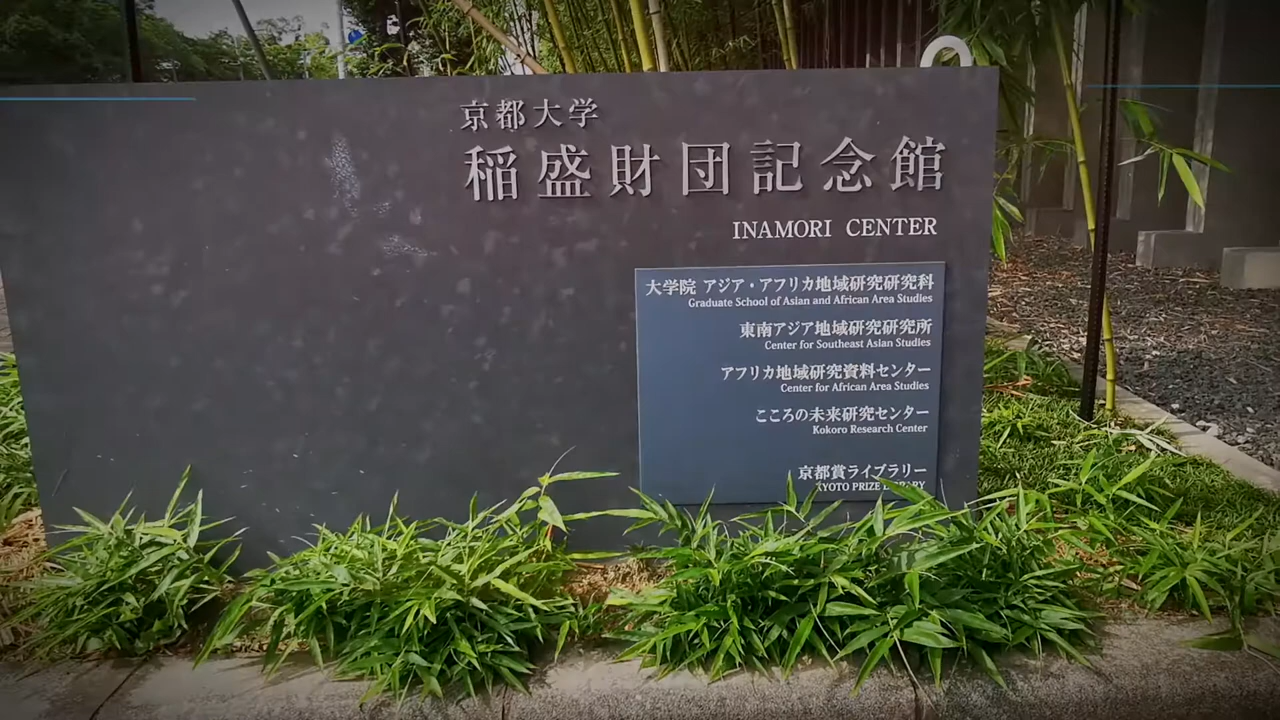 京都大学
稲盛財団記念館
INAMORI CENTER
大学院 アジア・アフリカ地域研究研究科
Graduate School of Asian and African Area Studies
東南アジア地域研究研究所
Center for Southeast Asian Studies
アフリカ地域研究資料センター
Center for African Area Studies
こころの未来研究センター
Kokoro Research Center
京都賞ライブラリー
KYOTO PRIZE LIBRARY